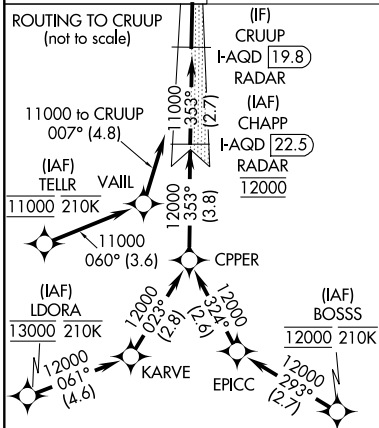 ROUTING TO CRUUP
(not to scale)
(IF)
CRUUP
I-AQD 19.8
RADAR
11000
353°
(2.7)
(IAF)
CHAPP
I-AQD 22.5
RADAR
12000
11000 to CRUUP
007° (4.8)
(IAF)
TELLR
11000 210K
VAIIL
11000
060° (3.6)
12000
353°
(3.8)
CPPER
(IAF)
LDORA
13000 210K
12000
061°
(4.6)
KARVE
12000
023°
(2.8)
12000
324°
(2.6)
EPICC
(IAF)
BOSSS
12000 210K
12000
293°
(2.7)